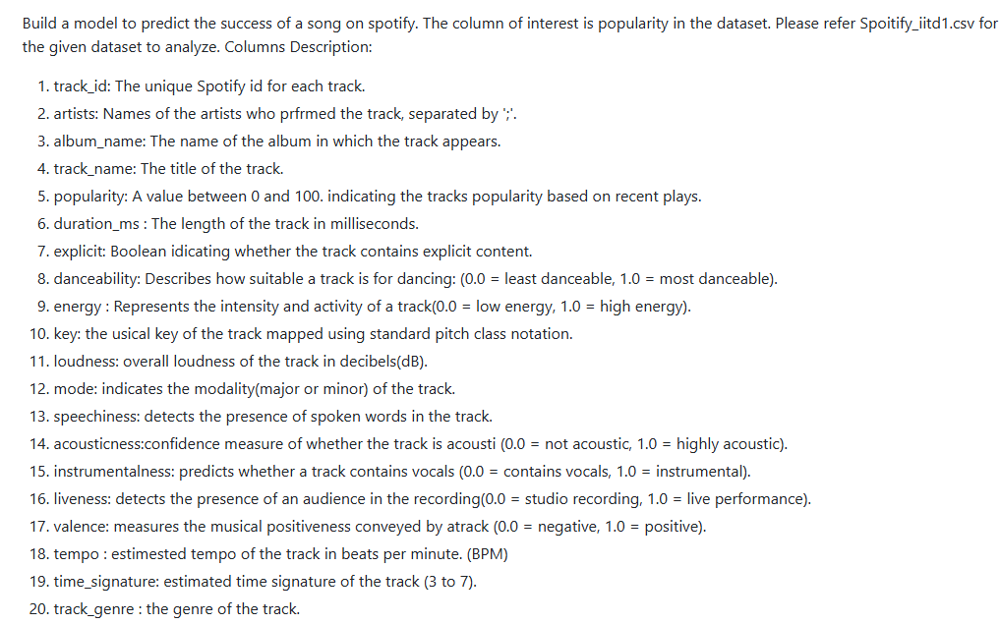 Build a model to predict the success of a song on spotify. The column of interest is popularity in the dataset. Please refer Spoitify_iitd1.csv for
the given dataset to analyze. Columns Description:
1. track_id: The unique Spotify id for each track.
2. artists: Names of the artists who prfrmed the track, separated by ';'.
3. album_name: The name of the album in which the track appears.
4. track_name: The title of the track.
5. popularity: A value between 0 and 100. indicating the tracks popularity based on recent plays.
6. duration_ms : The length of the track in milliseconds.
7. explicit: Boolean idicating whether the track contains explicit content.
8. danceability: Describes how suitable a track is for dancing: (0.0 = least danceable, 1.0 = most danceable).
9. energy : Represents the intensity and activity of a track(0.0 = low energy, 1.0 = high energy).
10. key: the usical key of the track mapped using standard pitch class notation.
11. loudness: overall loudness of the track in decibels(dB).
12. mode: indicates the modality(major or minor) of the track.
13. speechiness: detects the presence of spoken words in the track.
14. acousticness:confidence measure of whether the track is acousti (0.0 = not acoustic, 1.0 = highly acoustic).
15. instrumentalness: predicts whether a track contains vocals (0.0 = contains vocals, 1.0 = instrumental).
16. liveness: detects the presence of an audience in the recording(0.0 = studio recording, 1.0 = live performance).
17. valence: measures the musical positiveness conveyed by atrack (0.0 = negative, 1.0 = positive).
18. tempo : estimested tempo of the track in beats per minute. (BPM)
19. time_signature: estimated time signature of the track (3 to 7).
20. track_genre : the genre of the track.